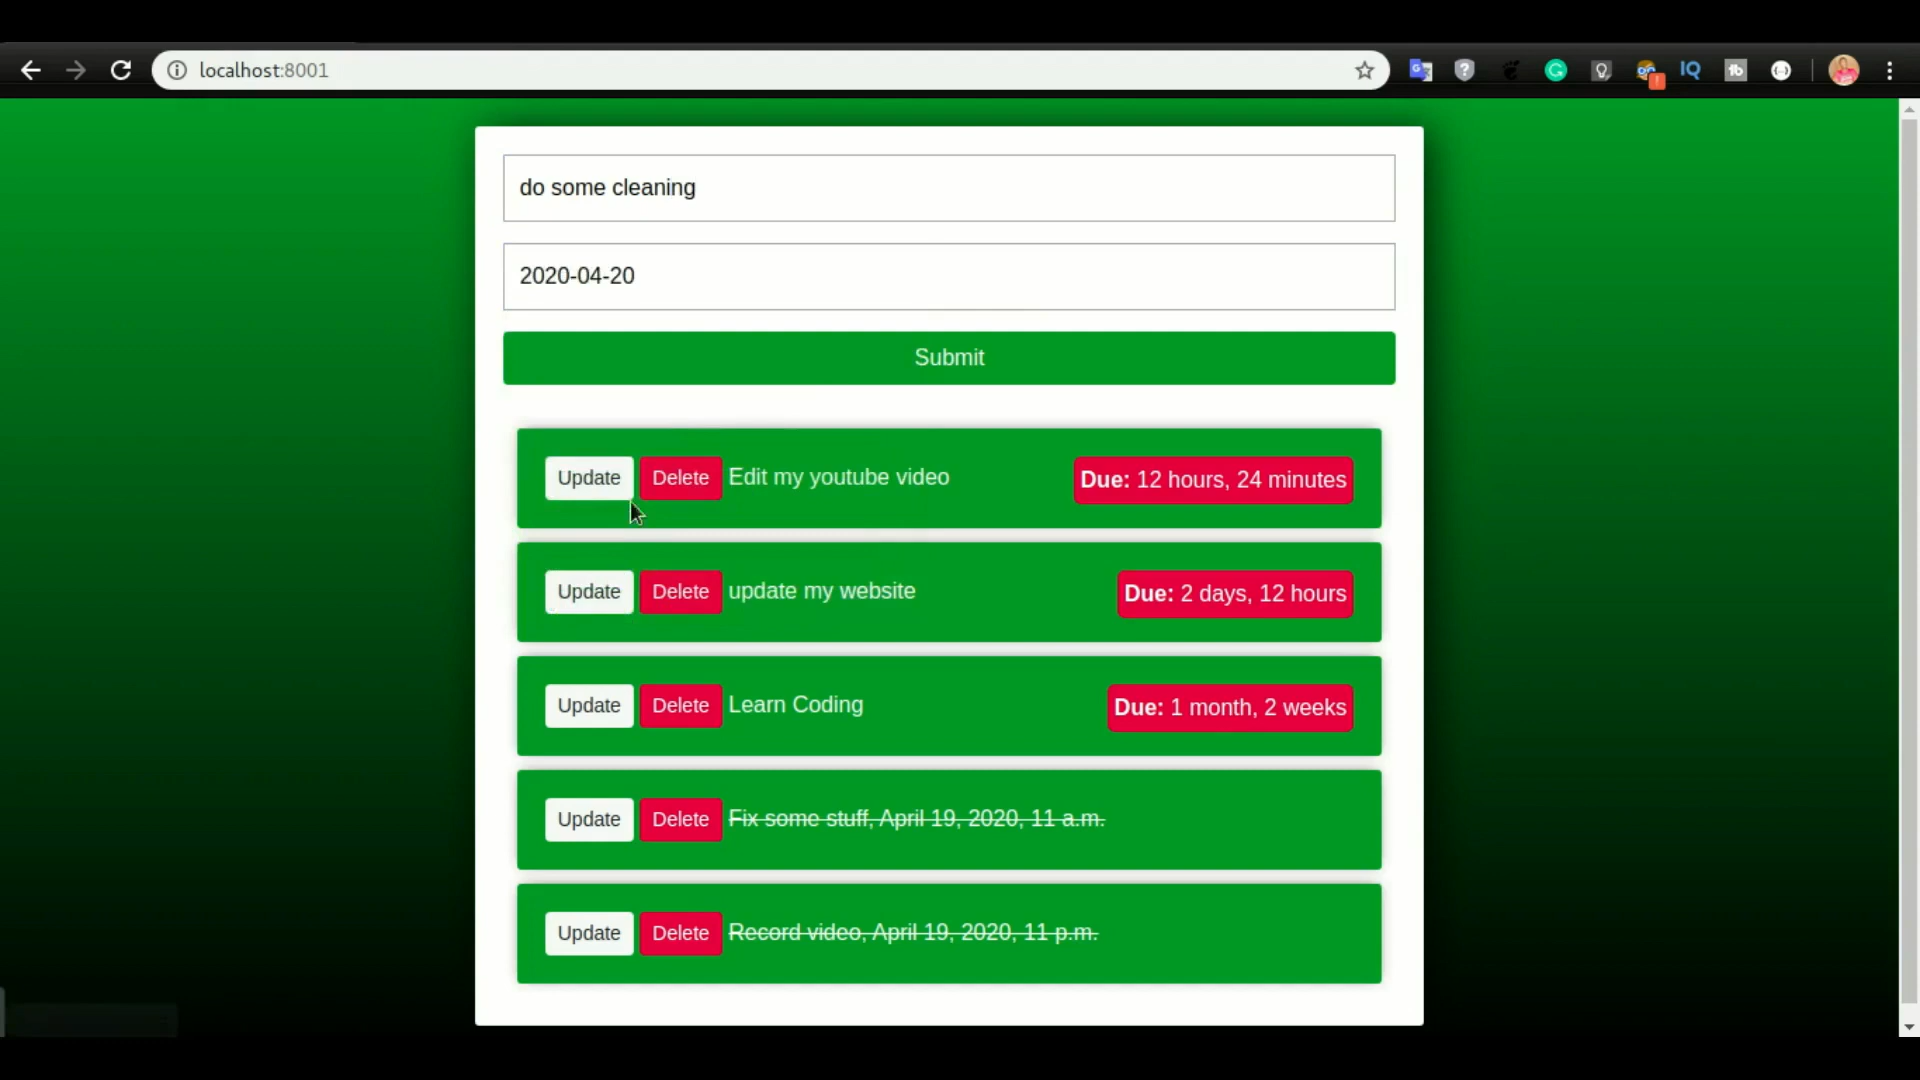 localhost:8001
IQ
do some cleaning
2020-04-20
Submit
Update Delete Edit my youtube video Due: 12 hours, 24 minutes
Update Delete update my website Due: 2 days, 12 hours
Update Delete Learn Coding Due: 1 month, 2 weeks
Update Delete Fix some stuff, April 19, 2020, 11 a.m.
Update Delete Record video, April 19, 2020, 11 p.m.